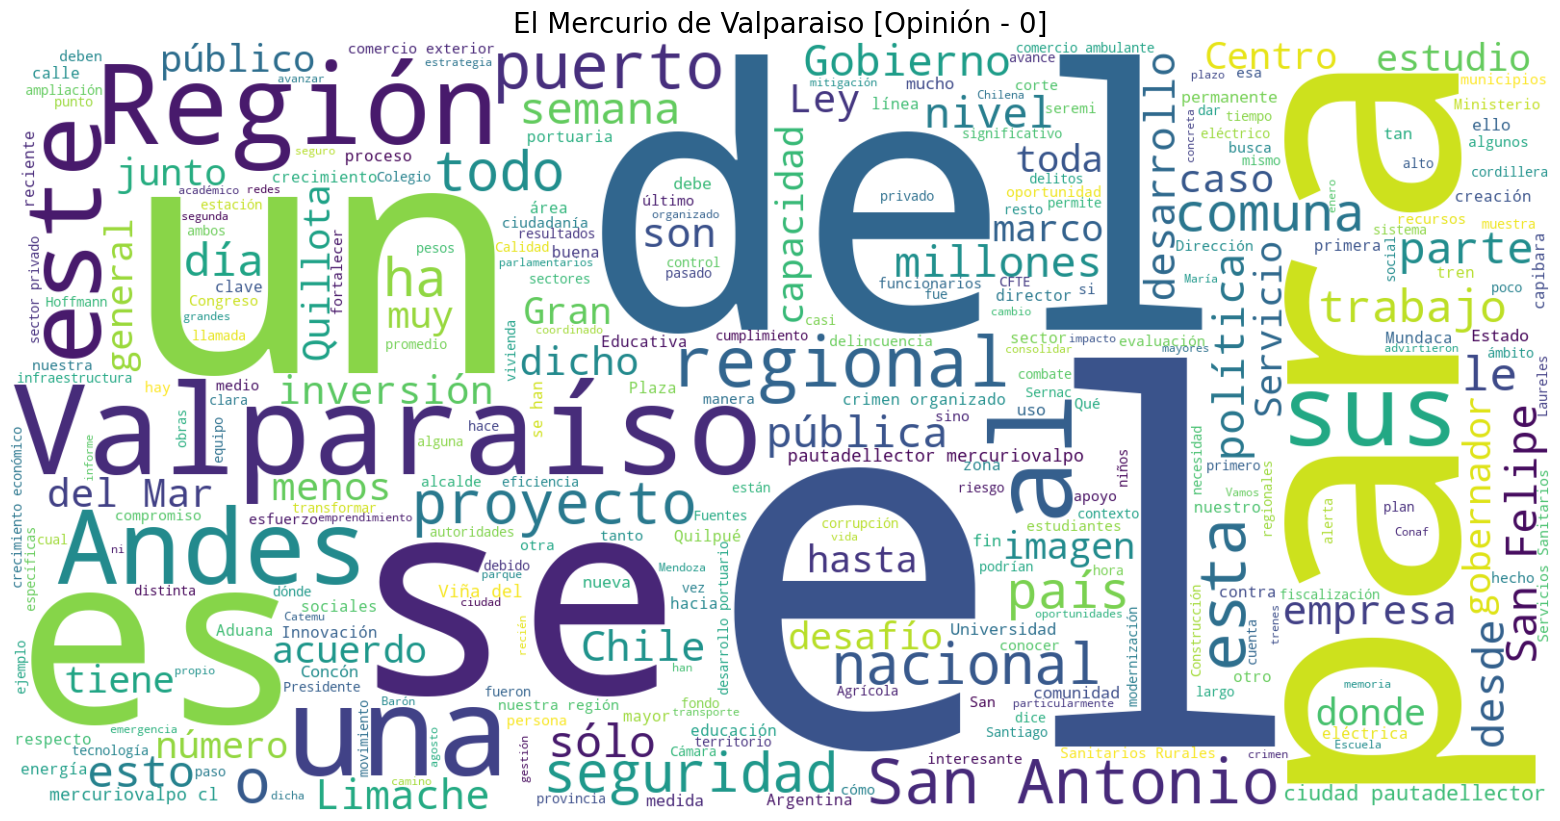 El Mercurio de Valparaiso [Opinión - 0]
deben
calle
ampliación
punto
público
avanzar
comercio exterior
estrategia
puerto
Gobierno
mitigación
comercio ambulante
avance
mucho
Chilena
corte
Centro
plazo
esa
estudio
municipios
Región
semana
portuaria
Ley
línea
nivel
seremi
significativo
desarrollo
permanente
dar
tiempo
eléctrico
busca
mismo
Ministerio
tan
ello
algunos
alto
cordillera
reciente
este
junto
seguro
proceso
crecimiento
Colegio
todo
del
toda
delitos
oportunidad
permite
concreta
caso
comuna
enero
creación
recursos
muestra
sistema
académico
redes
estación
segunda
ambos
un
área
ciudadanía
resultados
debe
último
organizado
son
control
pasado
capacidad
privado
resto
marco
Dirección
primera
parte
social
tren
capibara
general
día
Quillota
fortalecer
pesos
ha
muy
promedio
Calidad
parlamentarios
buena
sectores
millones
funcionarios
fue
CFTE
director
si
cambio
María
política
Servicio
para
trabajo
poco
sector privado
Hoffmann
clave
Congreso
grandes
llamada
nuestra
infraestructura
Gran
coordinado
casi
cumplimiento
delincuencia
sector
consolidar
impacto
evaluación
mayores
Mundaca
advirtieron
Estado
ámbito
Laureles
hay
medio
clara
inversión
vivienda
dicho
Educativa
Plaza
se han
manera
regional
crimen organizado
combate
Sernac
uso
Qué
sus
le
Valparaíso
obras
equipo
informe
hace
alguna
sino
pública
pautadellector mercuriovalpo
zona
al
niños
necesidad
primero
Vamos
nuestro
regionales
gobernador
San Felipe
crecimiento económico
del Mar
menos
transformar
alcalde
eficiencia
están
riesgo
apoyo
contexto
estudiantes
plan
Conaf
alerta
Servicios Sanitarios
compromiso
cual
ni
específicas
esfuerzo
emprendimiento
proyecto
autoridades
otra
tanto
Fuentes
Quilpué
corrupción
vida
hasta
fin
podrían
imagen
hora
esta
contra
fiscalización
hecho
Andes
distinta
dónde
debido
parque
Mendoza
nueva
vez
hacia
país
oportunidades
empresa
desde
es
sociales
Catemu
Aduana
Innovación
Viña del
ciudad
recién
se
Chile
han
desarrollo portuario
el
desafío
Universidad
conocer
modernización
Construcción
cuenta
trenes
otro
ejemplo
tiene
propio
acuerdo
Concón
Presidente
Barón
fueron
nuestra región
persona
fondo
mayor
transporte
Agrícola
nacional
San
comunidad
particularmente
dice
Santiago
largo
memoria
donde
eléctrica
Escuela
respecto
emergencia
tecnología
número
una
movimiento
agosto
sólo
educación
Cámara
territorio
interesante
Sanitarios Rurales
crimen
energía
esto
paso
o
dicha
camino
gestión
seguridad
mercuriovalpo cl
Limache
provincia
medida
Argentina
cómo
San Antonio
ciudad pautadellector